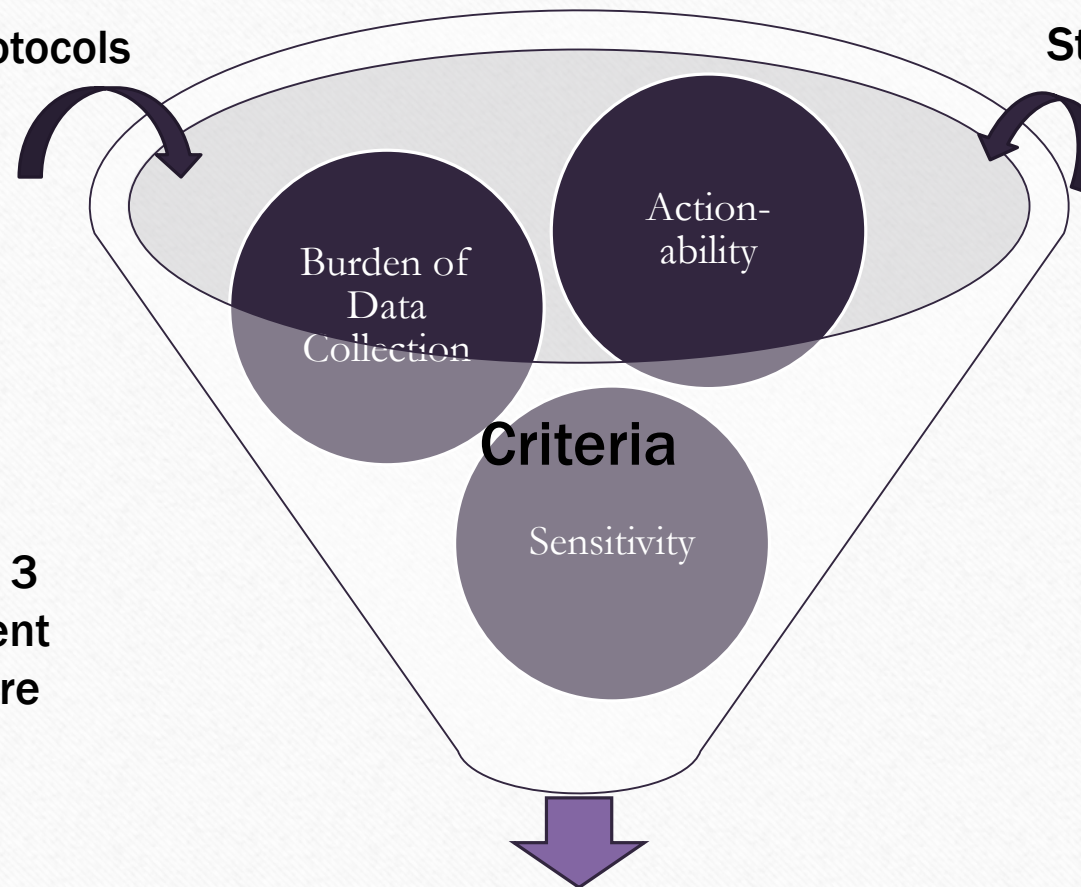 otocols
St
Action-
ability
Burden of
Data
Collection
Criteria
Sensitivity
3
ent
re